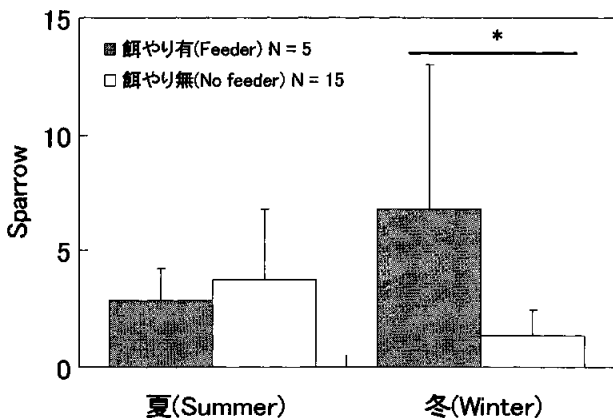 15
餌やり有(Feeder) N = 5
*
餌やり無(No feeder) N = 15
10
Sparrow
5
0
夏(Summer)
冬(Winter)